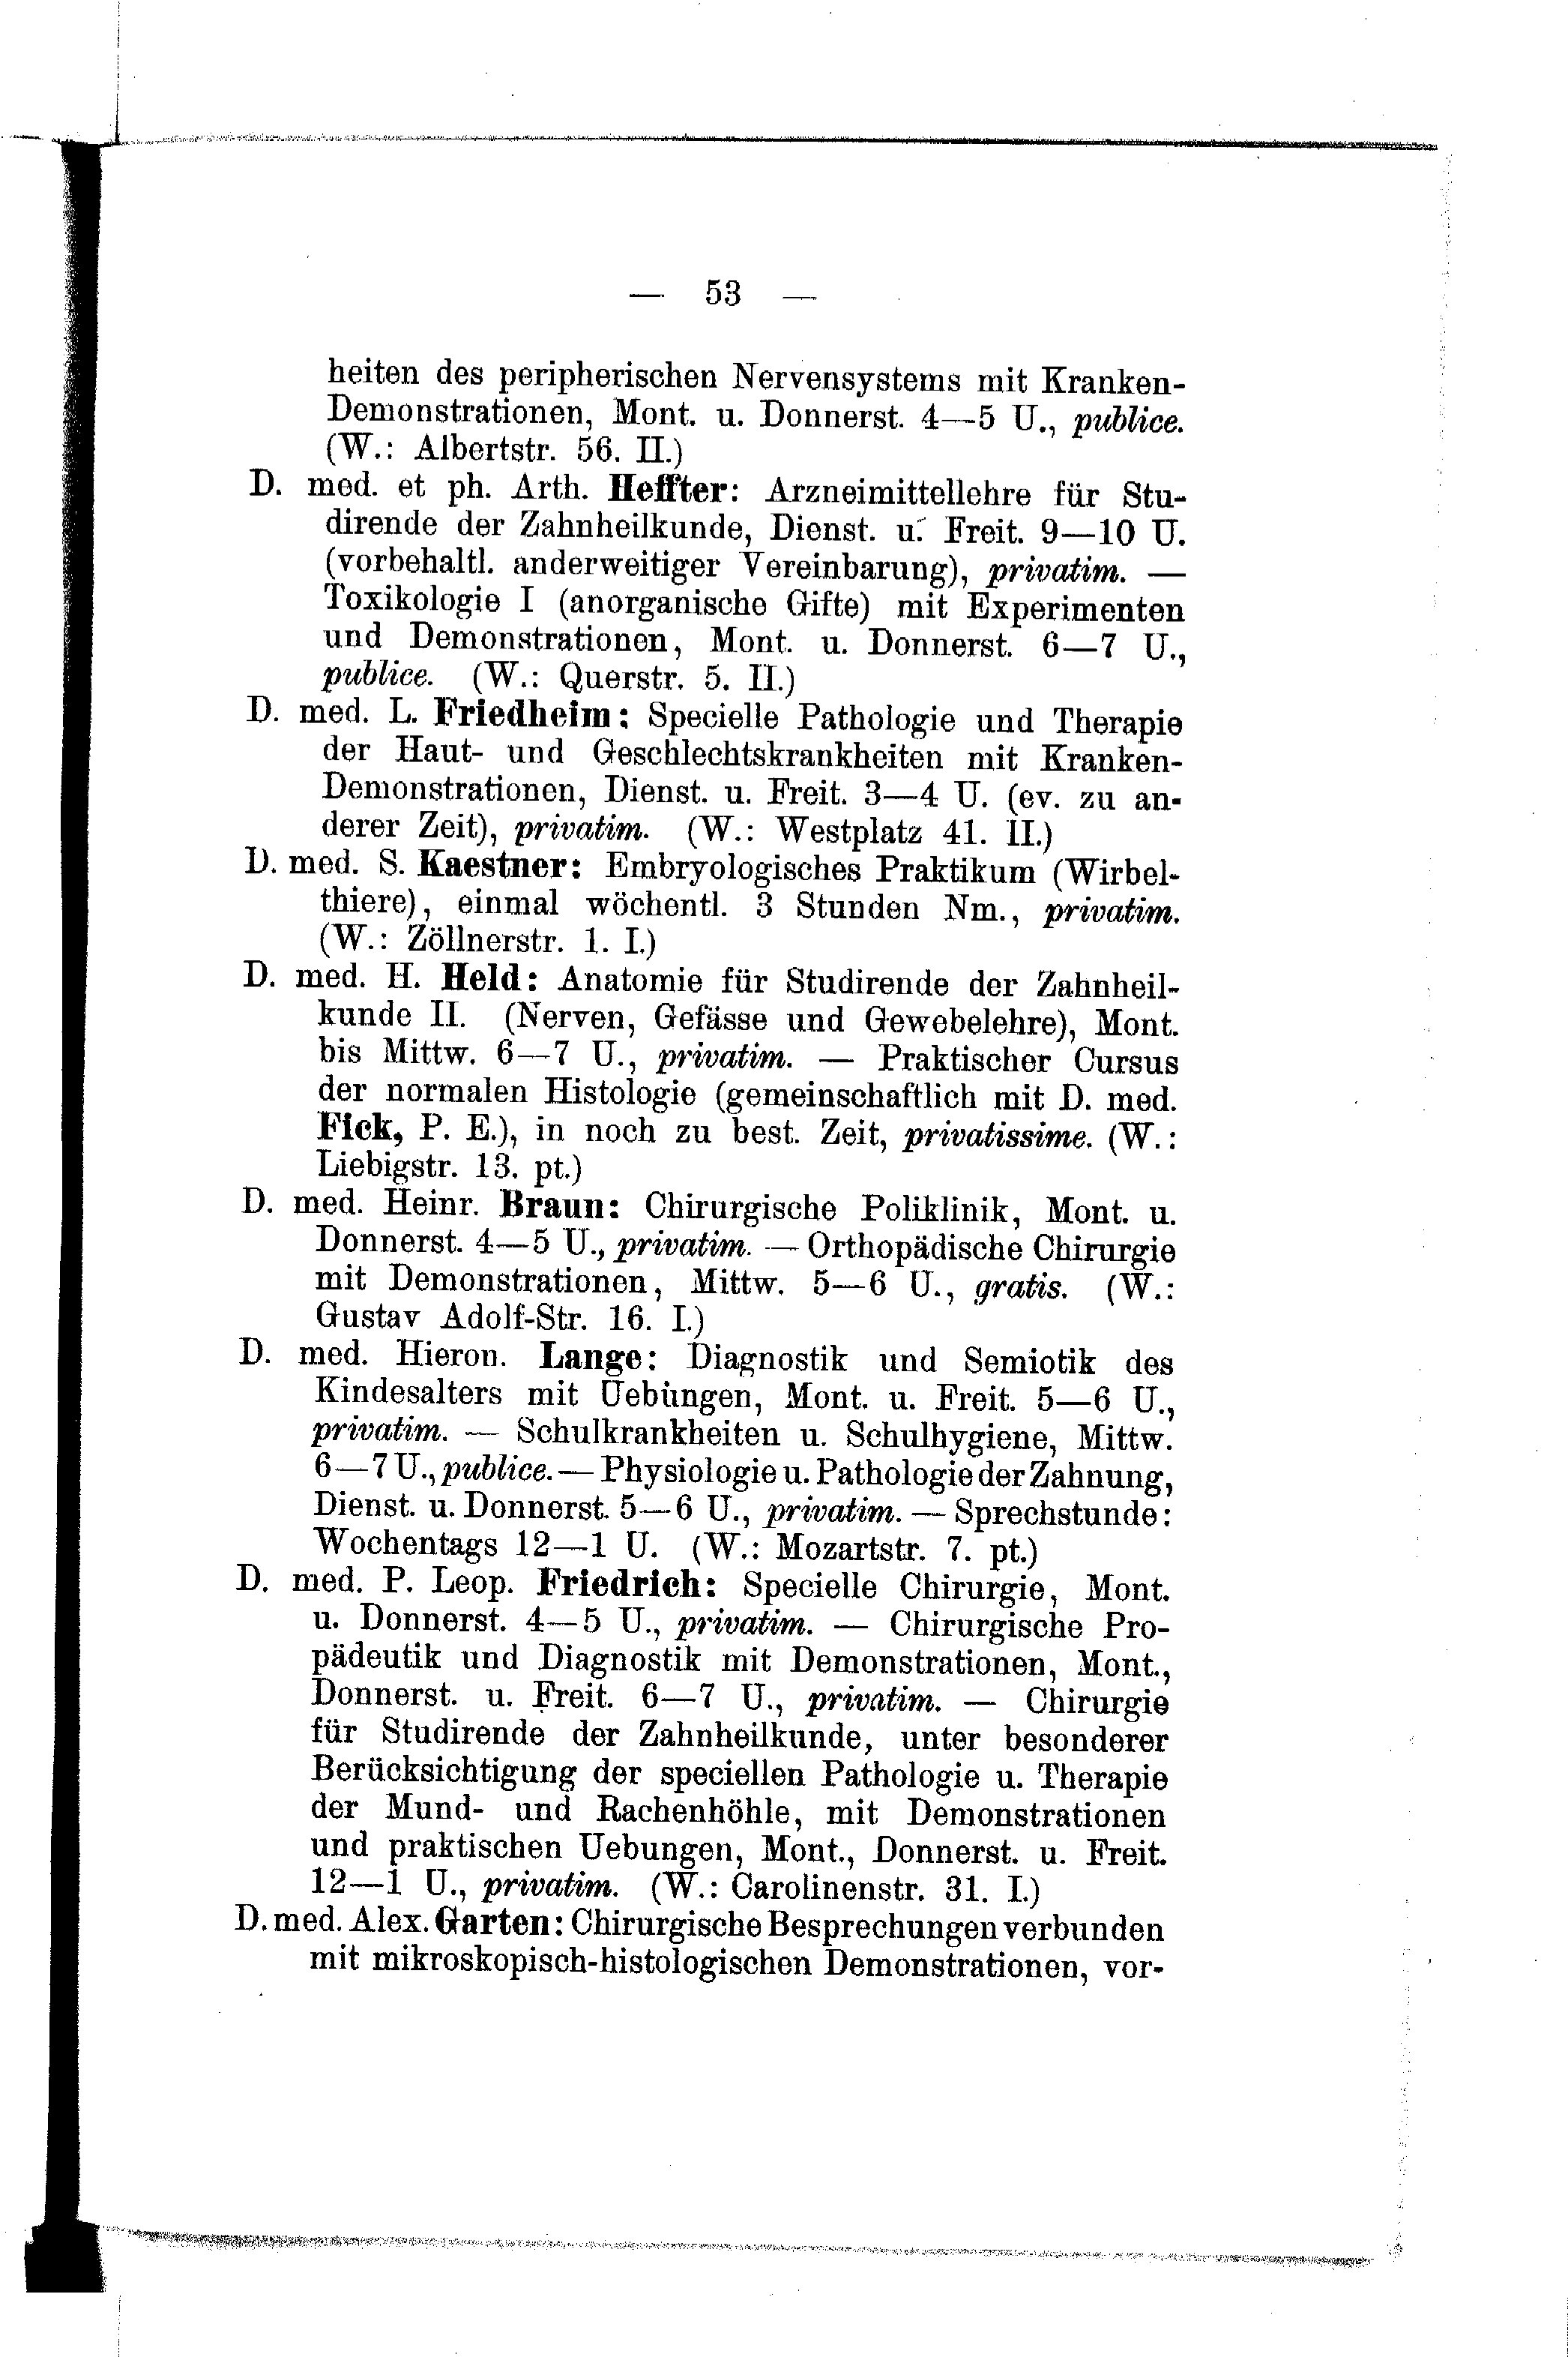 — 53 —
heiten des peripherischen Nervensystems mit Kranken-
Demonstrationen, Mont. u. Donnerst. 4—5 U., publice.
(W.: Albertstr. 56. II.)
D. med. et ph. Arth. Heffter: Arzneimittellehre für Stu-
dirende der Zahnheilkunde, Dienst. u. Freit. 9—10 U.
(vorbehaltl. anderweitiger Vereinbarung), privatim. —
Toxikologie I (anorganische Gifte) mit Experimenten
und Demonstrationen, Mont. u. Donnerst. 6—7 U.,
publice. (W.: Querstr. 5. II.)
D. med. L. Friedheim: Specielle Pathologie und Therapie
der Haut- und Geschlechtskrankheiten mit Kranken-
Demonstrationen, Dienst. u. Freit. 3—4 U. (ev. zu an-
derer Zeit), privatim. (W.: Westplatz 41. II.)
D. med. S. Kaestner: Embryologisches Praktikum (Wirbel-
thiere), einmal wöchentl. 3 Stunden Nm., privatim.
(W.: Zöllnerstr. 1. I.)
D. med. H. Held: Anatomie für Studirende der Zahnheil-
kunde II. (Nerven, Gefässe und Gewebelehre), Mont.
bis Mittw. 6—7 U., privatim. — Praktischer Cursus
der normalen Histologie (gemeinschaftlich mit D. med.
Fick, P. E.), in noch zu best. Zeit, privatissime. (W.:
Liebigstr. 13. pt.)
D. med. Heinr. Braun: Chirurgische Poliklinik, Mont. u.
Donnerst. 4—5 U., privatim. — Orthopädische Chirurgie
mit Demonstrationen, Mittw. 5—6 U., gratis. (W.:
Gustav Adolf-Str. 16. I.)
D. med. Hieron. Lange: Diagnostik und Semiotik des
Kindesalters mit Uebungen, Mont. u. Freit. 5—6 U.,
privatim. — Schulkrankheiten u. Schulhygiene, Mittw.
6—7 U., publice. — Physiologie u. Pathologie der Zahnung,
Dienst. u. Donnerst. 5—6 U., privatim. — Sprechstunde:
Wochentags 12—1 U. (W.: Mozartstr. 7. pt.)
D. med. P. Leop. Friedrich: Specielle Chirurgie, Mont.
u. Donnerst. 4—5 U., privatim. — Chirurgische Pro-
pädeutik und Diagnostik mit Demonstrationen, Mont.,
Donnerst. u. Freit. 6—7 U., privatim. — Chirurgie
für Studirende der Zahnheilkunde, unter besonderer
Berücksichtigung der speciellen Pathologie u. Therapie
der Mund- und Rachenhöhle, mit Demonstrationen
und praktischen Uebungen, Mont., Donnerst. u. Freit.
12—1 U., privatim. (W.: Carolinenstr. 31. I.)
D. med. Alex. Garten: Chirurgische Besprechungen verbunden
mit mikroskopisch-histologischen Demonstrationen, vor-